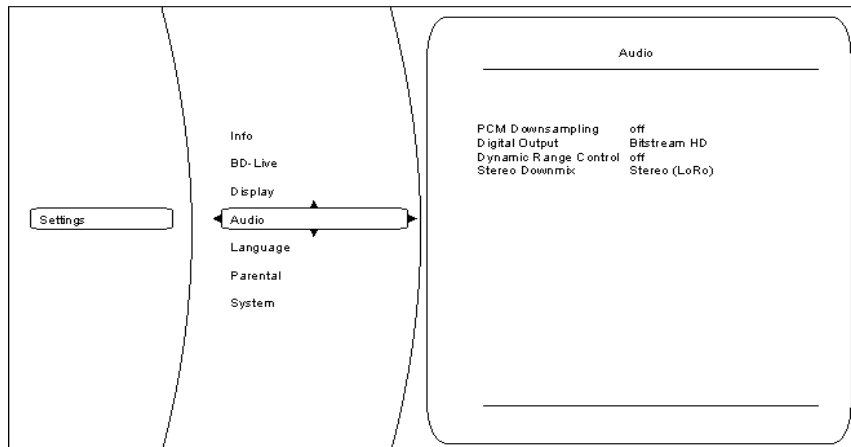 Settings
Info
BD-Live
Display
Audio
Language
Parental
System
Audio
PCM Downsampling off
Digital Output Bitstream HD
Dynamic Range Control off
Stereo Downmix Stereo (LoRo)